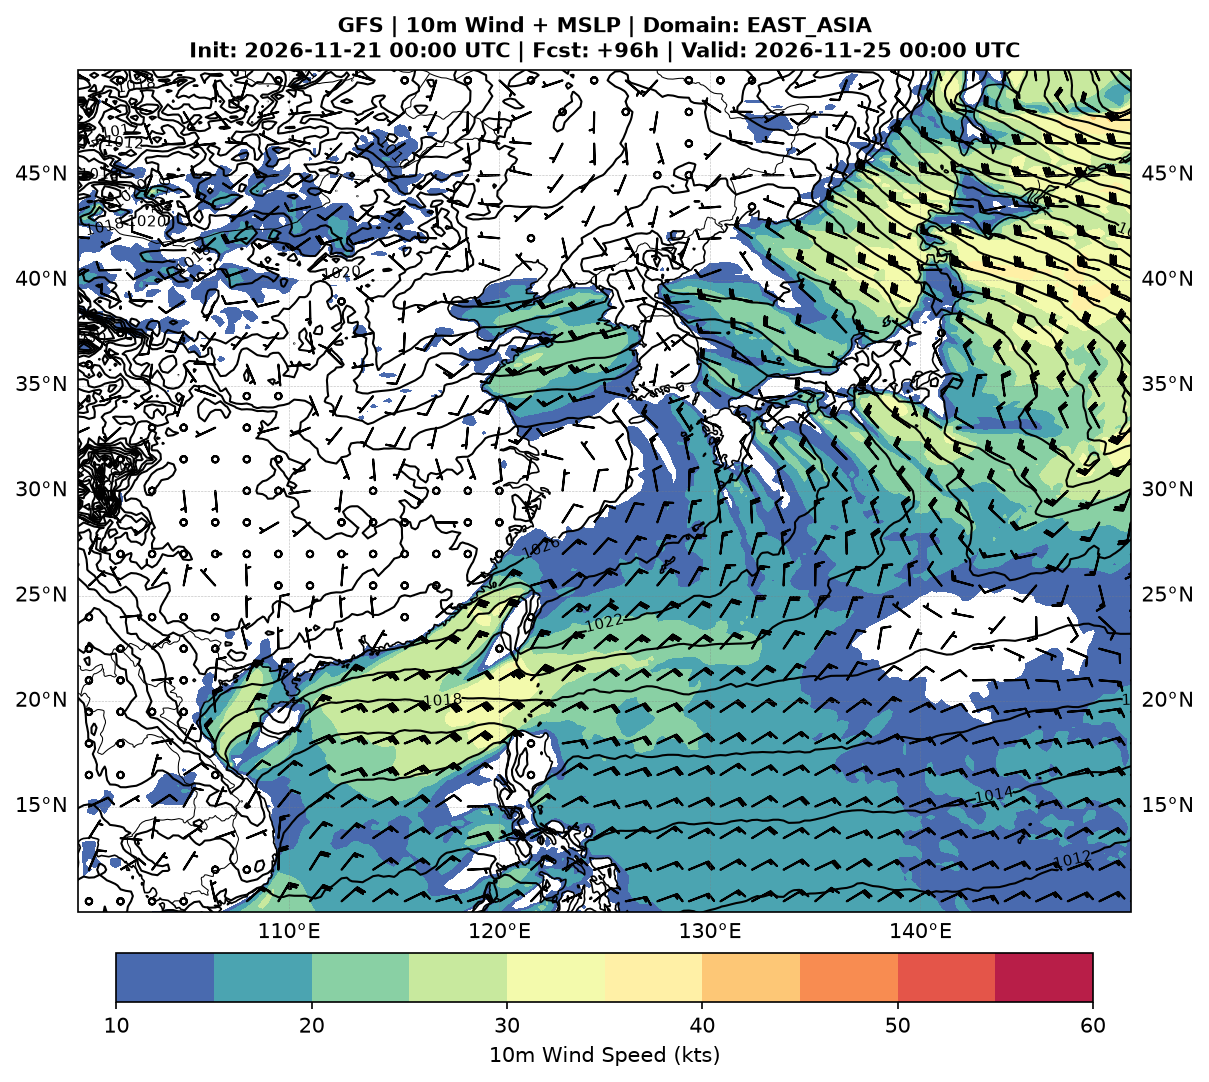 GFS | 10m Wind + MSLP | Domain: EAST_ASIA
Init: 2026-11-21 00:00 UTC | Fcst: +96h | Valid: 2026-11-25 00:00 UTC
45°N 45°N
40°N 40°N
35°N 35°N
30°N 30°N
25°N 25°N
20°N 20°N
15°N 15°N
1020
1020
1026
1022
1018
1014
1012
110°E 120°E 130°E 140°E
10 20 30 40 50 60
10m Wind Speed (kts)